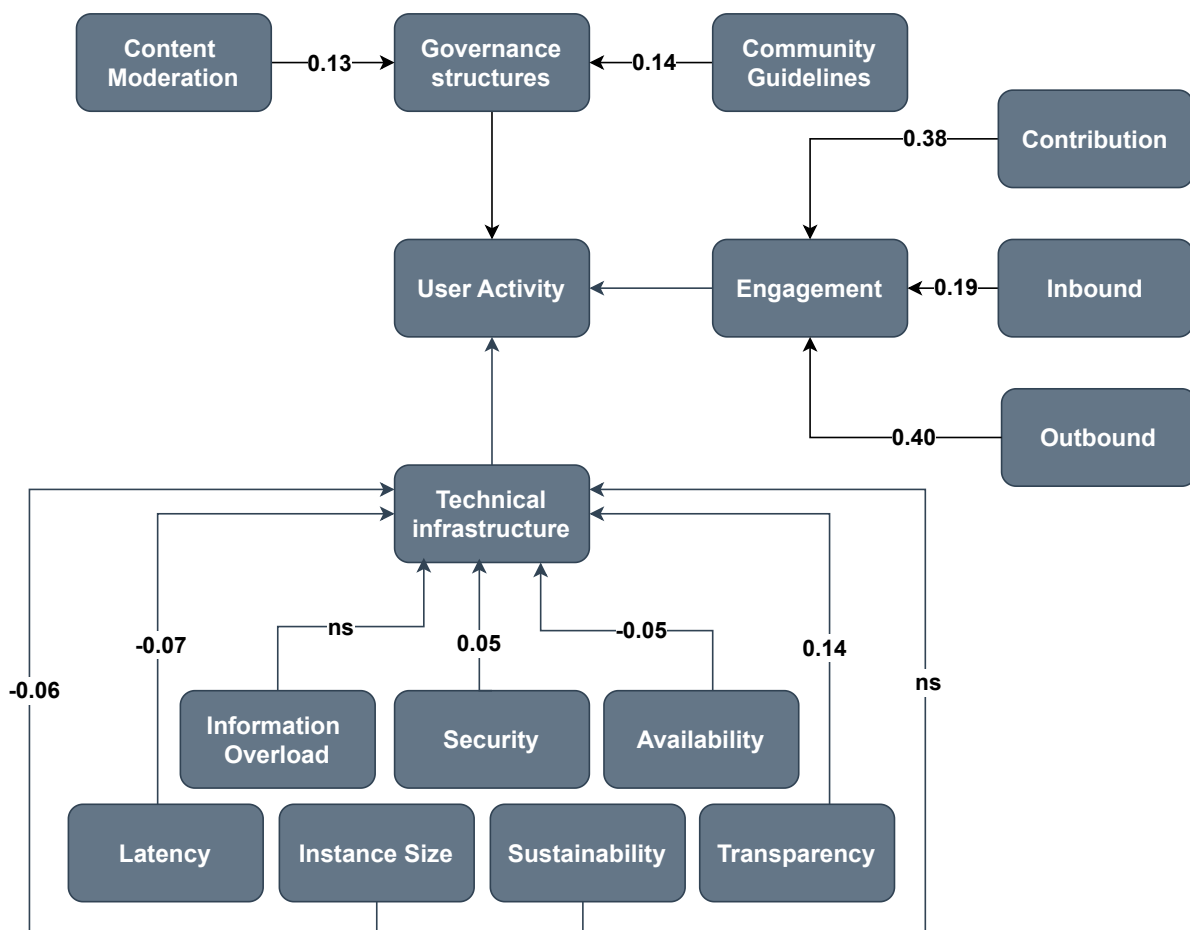 Content
Moderation
0.13
Governance
structures
0.14
Community
Guidelines
0.38
Contribution
User Activity
Engagement
0.19
Inbound
0.40
Outbound
Technical
infrastructure
ns
-0.07
0.05
-0.05
0.14
-0.06
ns
Information
Overload
Security
Availability
Latency
Instance Size
Sustainability
Transparency